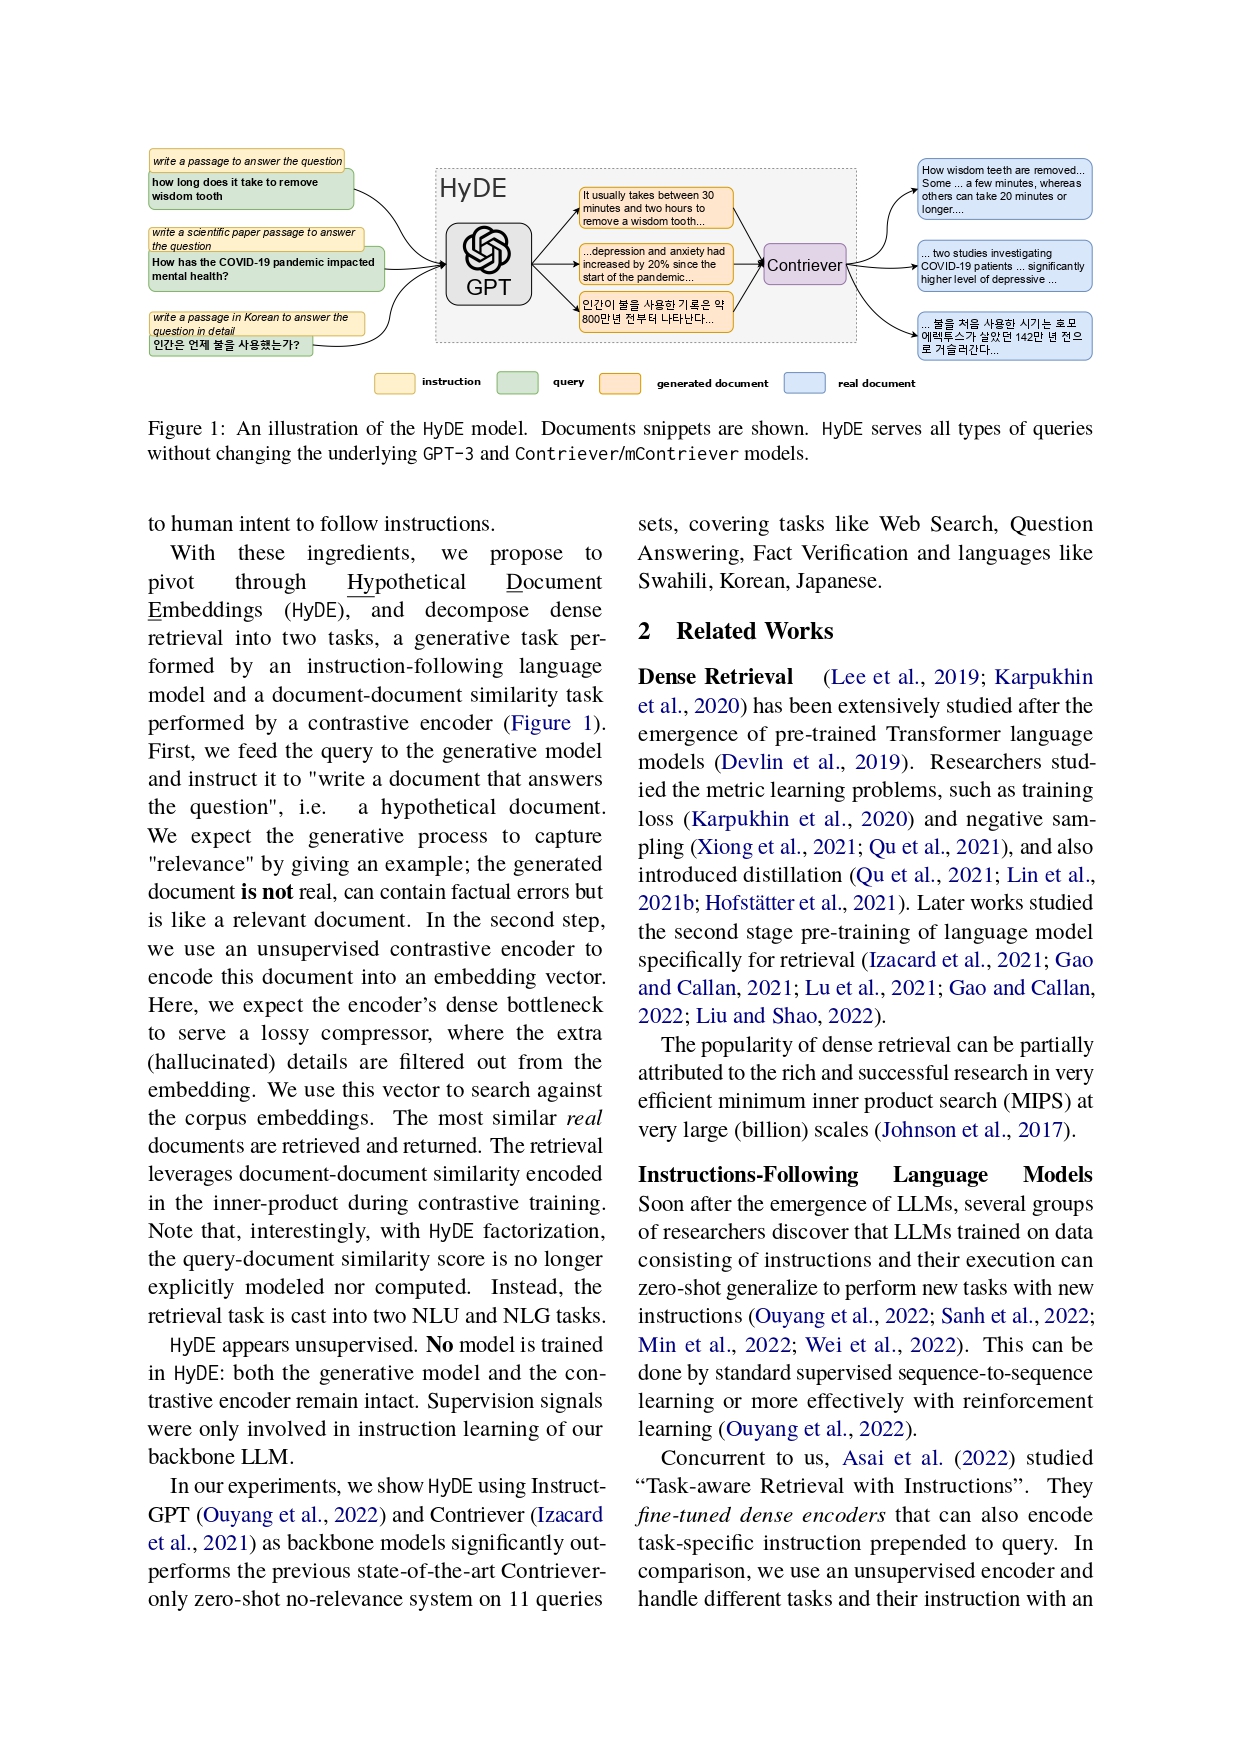 write a passage to answer the question
how long does it take to remove
wisdom tooth
write a scientific paper passage to answer
the question
How has the COVID-19 pandemic impacted
mental health?
write a passage in Korean to answer the
question in detail
인간은 언제 불을 사용했는가?
HyDE
GPT
It usually takes between 30
minutes and two hours to
remove a wisdom tooth...
...depression and anxiety had
increased by 20% since the
start of the pandemic...
인간이 불을 사용한 기록은 약
800만년 전부터 나타난다...
Contriever
How wisdom teeth are removed...
Some ... a few minutes, whereas
others can take 20 minutes or
longer....
... two studies investigating
COVID-19 patients ... significantly
higher level of depressive ...
... 불을 처음 사용한 시기는 호모
에렉투스가 살았던 142만 년 전으
로 거슬러간다...
instruction query generated document real document
Figure 1: An illustration of the HyDE model. Documents snippets are shown. HyDE serves all types of queries
without changing the underlying GPT-3 and Contriever/mContriever models.
to human intent to follow instructions.
With these ingredients, we propose to
pivot through Hypothetical Document
Embeddings (HyDE), and decompose dense
retrieval into two tasks, a generative task per-
formed by an instruction-following language
model and a document-document similarity task
performed by a contrastive encoder (Figure 1).
First, we feed the query to the generative model
and instruct it to "write a document that answers
the question", i.e. a hypothetical document.
We expect the generative process to capture
"relevance" by giving an example; the generated
document is not real, can contain factual errors but
is like a relevant document. In the second step,
we use an unsupervised contrastive encoder to
encode this document into an embedding vector.
Here, we expect the encoder's dense bottleneck
to serve a lossy compressor, where the extra
(hallucinated) details are filtered out from the
embedding. We use this vector to search against
the corpus embeddings. The most similar real
documents are retrieved and returned. The retrieval
leverages document-document similarity encoded
in the inner-product during contrastive training.
Note that, interestingly, with HyDE factorization,
the query-document similarity score is no longer
explicitly modeled nor computed. Instead, the
retrieval task is cast into two NLU and NLG tasks.
HyDE appears unsupervised. No model is trained
in HyDE: both the generative model and the con-
trastive encoder remain intact. Supervision signals
were only involved in instruction learning of our
backbone LLM.
In our experiments, we show HyDE using Instruct-
GPT (Ouyang et al., 2022) and Contriever (Izacard
et al., 2021) as backbone models significantly out-
performs the previous state-of-the-art Contriever-
only zero-shot no-relevance system on 11 queries
sets, covering tasks like Web Search, Question
Answering, Fact Verification and languages like
Swahili, Korean, Japanese.
2 Related Works
Dense Retrieval (Lee et al., 2019; Karpukhin
et al., 2020) has been extensively studied after the
emergence of pre-trained Transformer language
models (Devlin et al., 2019). Researchers stud-
ied the metric learning problems, such as training
loss (Karpukhin et al., 2020) and negative sam-
pling (Xiong et al., 2021; Qu et al., 2021), and also
introduced distillation (Qu et al., 2021; Lin et al.,
2021b; Hofstätter et al., 2021). Later works studied
the second stage pre-training of language model
specifically for retrieval (Izacard et al., 2021; Gao
and Callan, 2021; Lu et al., 2021; Gao and Callan,
2022; Liu and Shao, 2022).
The popularity of dense retrieval can be partially
attributed to the rich and successful research in very
efficient minimum inner product search (MIPS) at
very large (billion) scales (Johnson et al., 2017).
Instructions-Following Language Models
Soon after the emergence of LLMs, several groups
of researchers discover that LLMs trained on data
consisting of instructions and their execution can
zero-shot generalize to perform new tasks with new
instructions (Ouyang et al., 2022; Sanh et al., 2022;
Min et al., 2022; Wei et al., 2022). This can be
done by standard supervised sequence-to-sequence
learning or more effectively with reinforcement
learning (Ouyang et al., 2022).
Concurrent to us, Asai et al. (2022) studied
“Task-aware Retrieval with Instructions”. They
fine-tuned dense encoders that can also encode
task-specific instruction prepended to query. In
comparison, we use an unsupervised encoder and
handle different tasks and their instruction with an